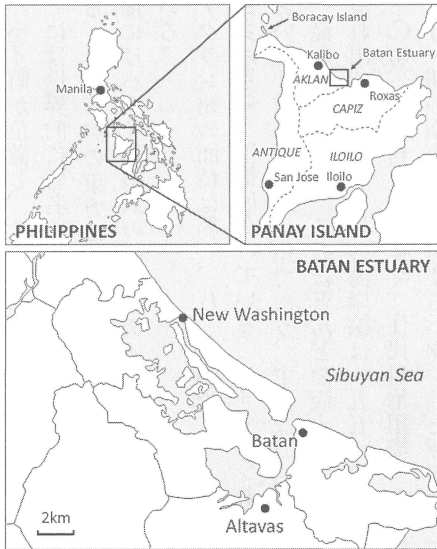 Manila
PHILIPPINES
Boracay Island
Kalibo
Batan Estuary
AKLAN
Roxas
CAPIZ
ANTIQUE
ILOILO
San Jose
Iloilo
PANAY ISLAND
BATAN ESTUARY
New Washington
Sibuyan Sea
Batan
2km
Altavas